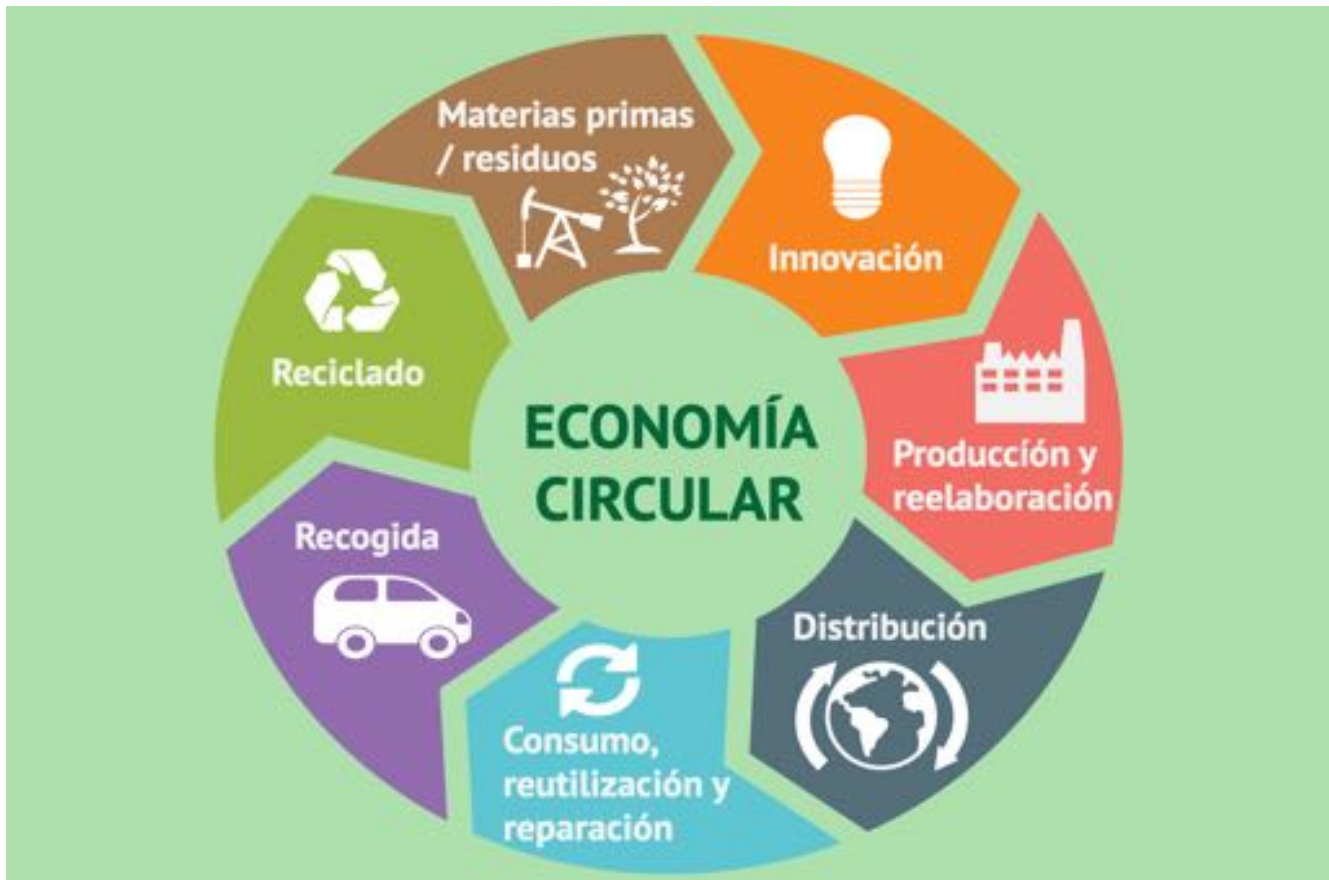 Materias primas
/ residuos
Innovación
Producción y
reelaboración
Distribución
Consumo,
reutilización y
reparación
Recogida
Reciclado
ECONOMÍA
CIRCULAR